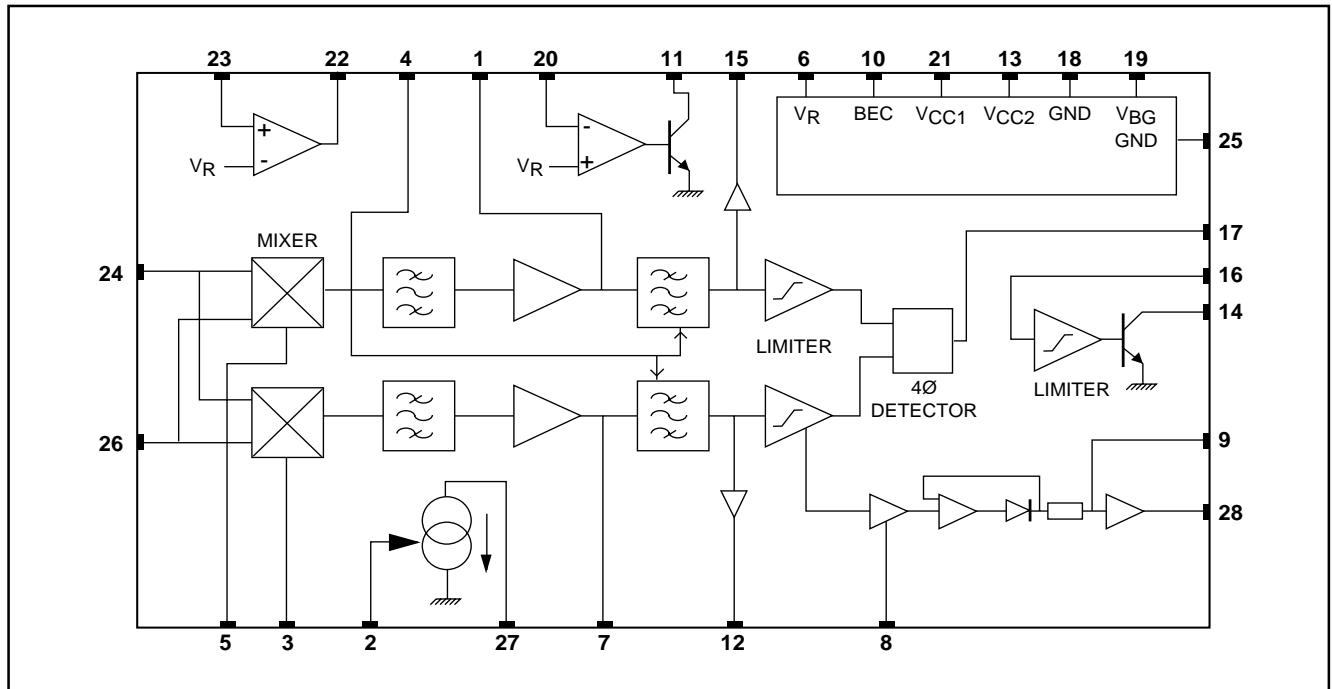 23 22 4 1 20 11 15 6 10 21 13 18 19
VR BEC VCC1 VCC2 GND VBG
GND
25
+
-
VR
-
+
VR
MIXER
24
17
16
14
LIMITER
LIMITER
4Ø
DETECTOR
26
9
28
5 3 2 27 7 12 8